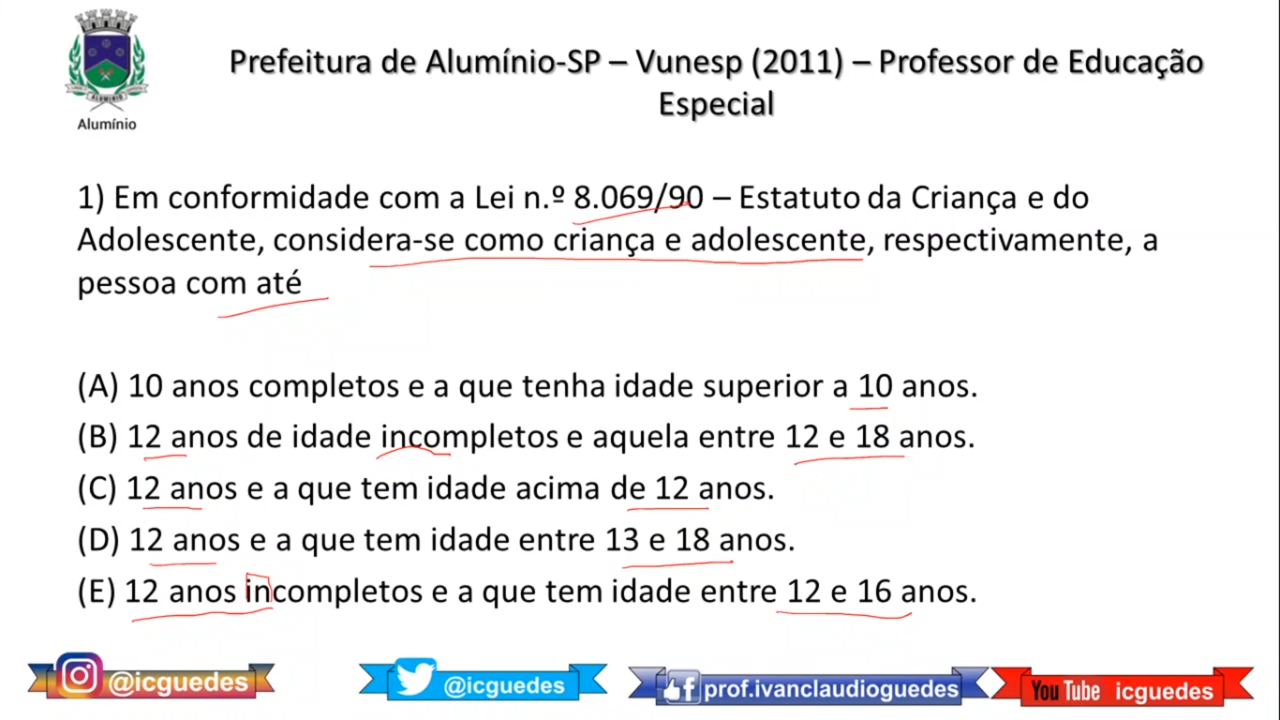 Prefeitura de Alumínio-SP – Vunesp (2011) – Professor de Educação
Especial
Alumínio
1) Em conformidade com a Lei n.º 8.069/90 – Estatuto da Criança e do
Adolescente, considera-se como criança e adolescente, respectivamente, a
pessoa com até
(A) 10 anos completos e a que tenha idade superior a 10 anos.
(B) 12 anos de idade incompletos e aquela entre 12 e 18 anos.
(C) 12 anos e a que tem idade acima de 12 anos.
(D) 12 anos e a que tem idade entre 13 e 18 anos.
(E) 12 anos incompletos e a que tem idade entre 12 e 16 anos.
@icguedes
@icguedes
prof.ivanclaudioguedes
YouTube icguedes